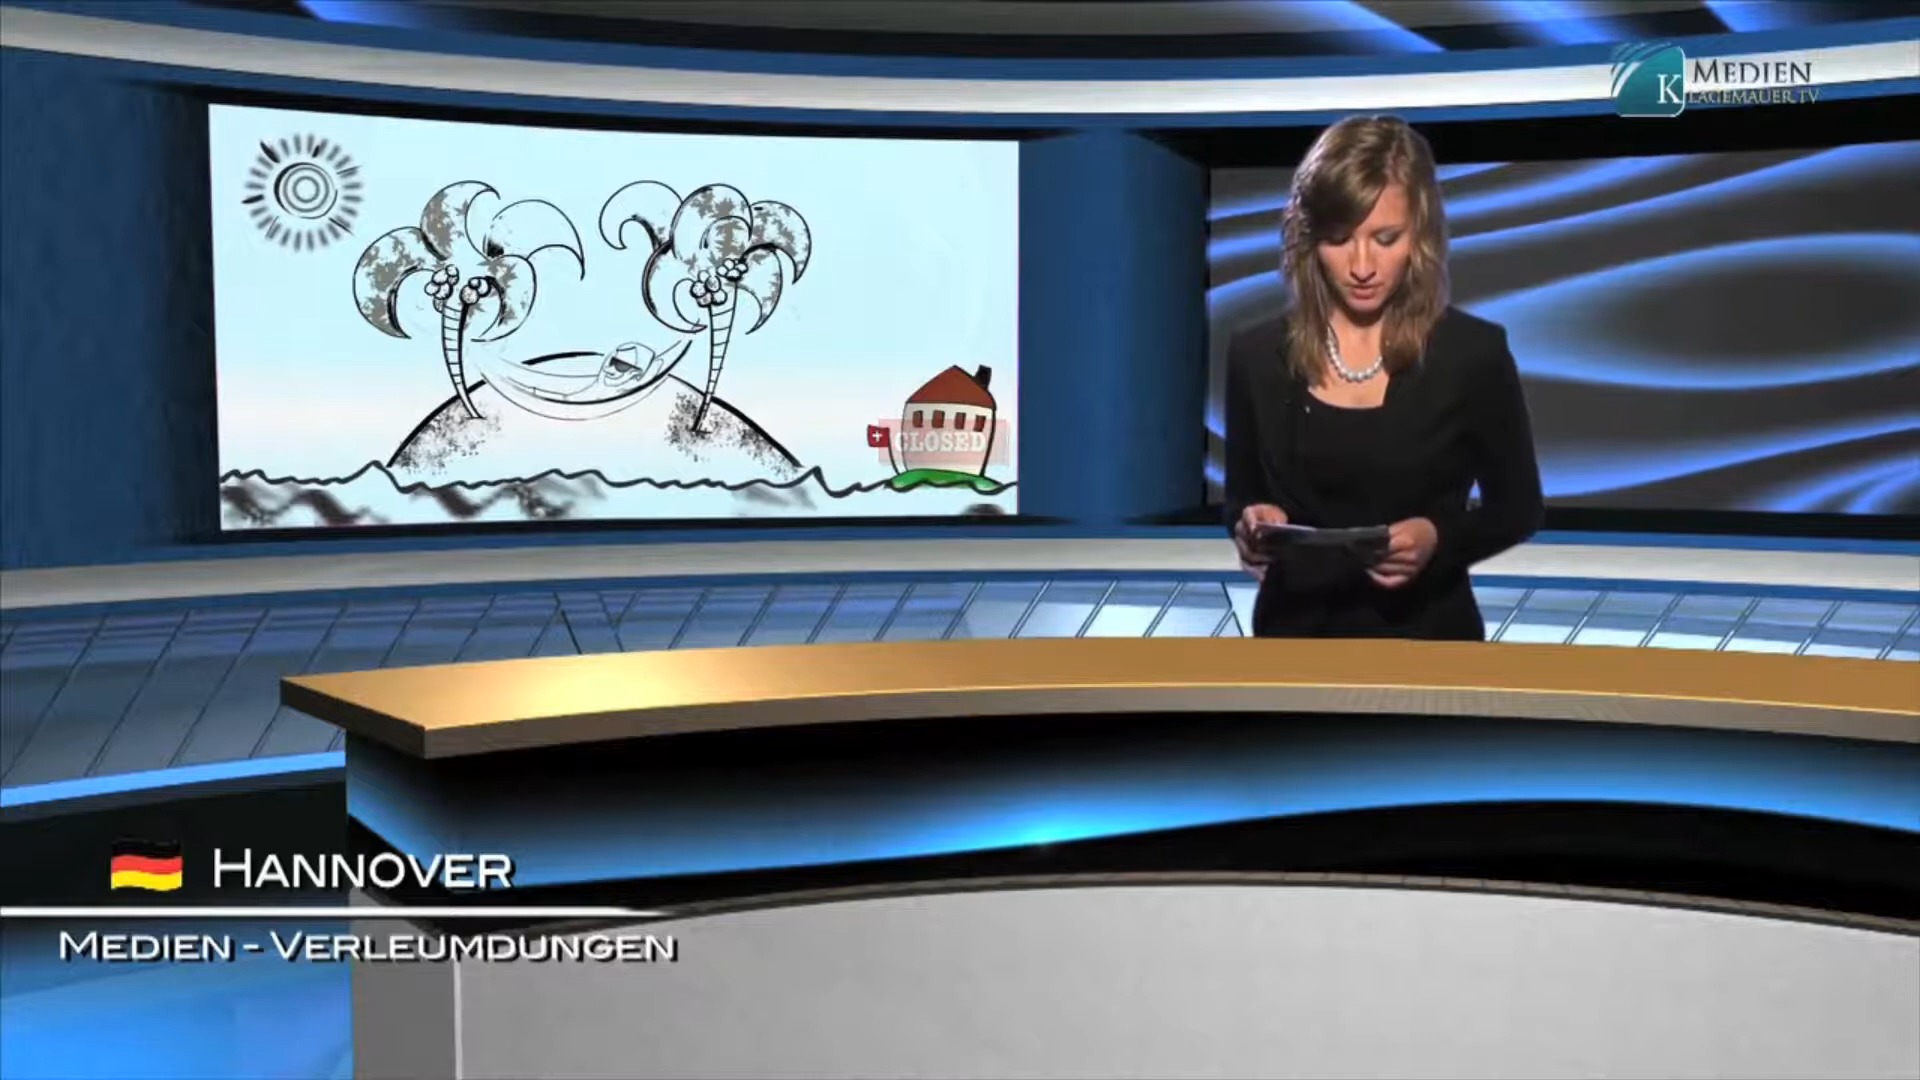 MEDIEN
KLAGEMAUER.TV
CLOSED
HANNOVER
MEDIEN - VERLEUMDUNGEN